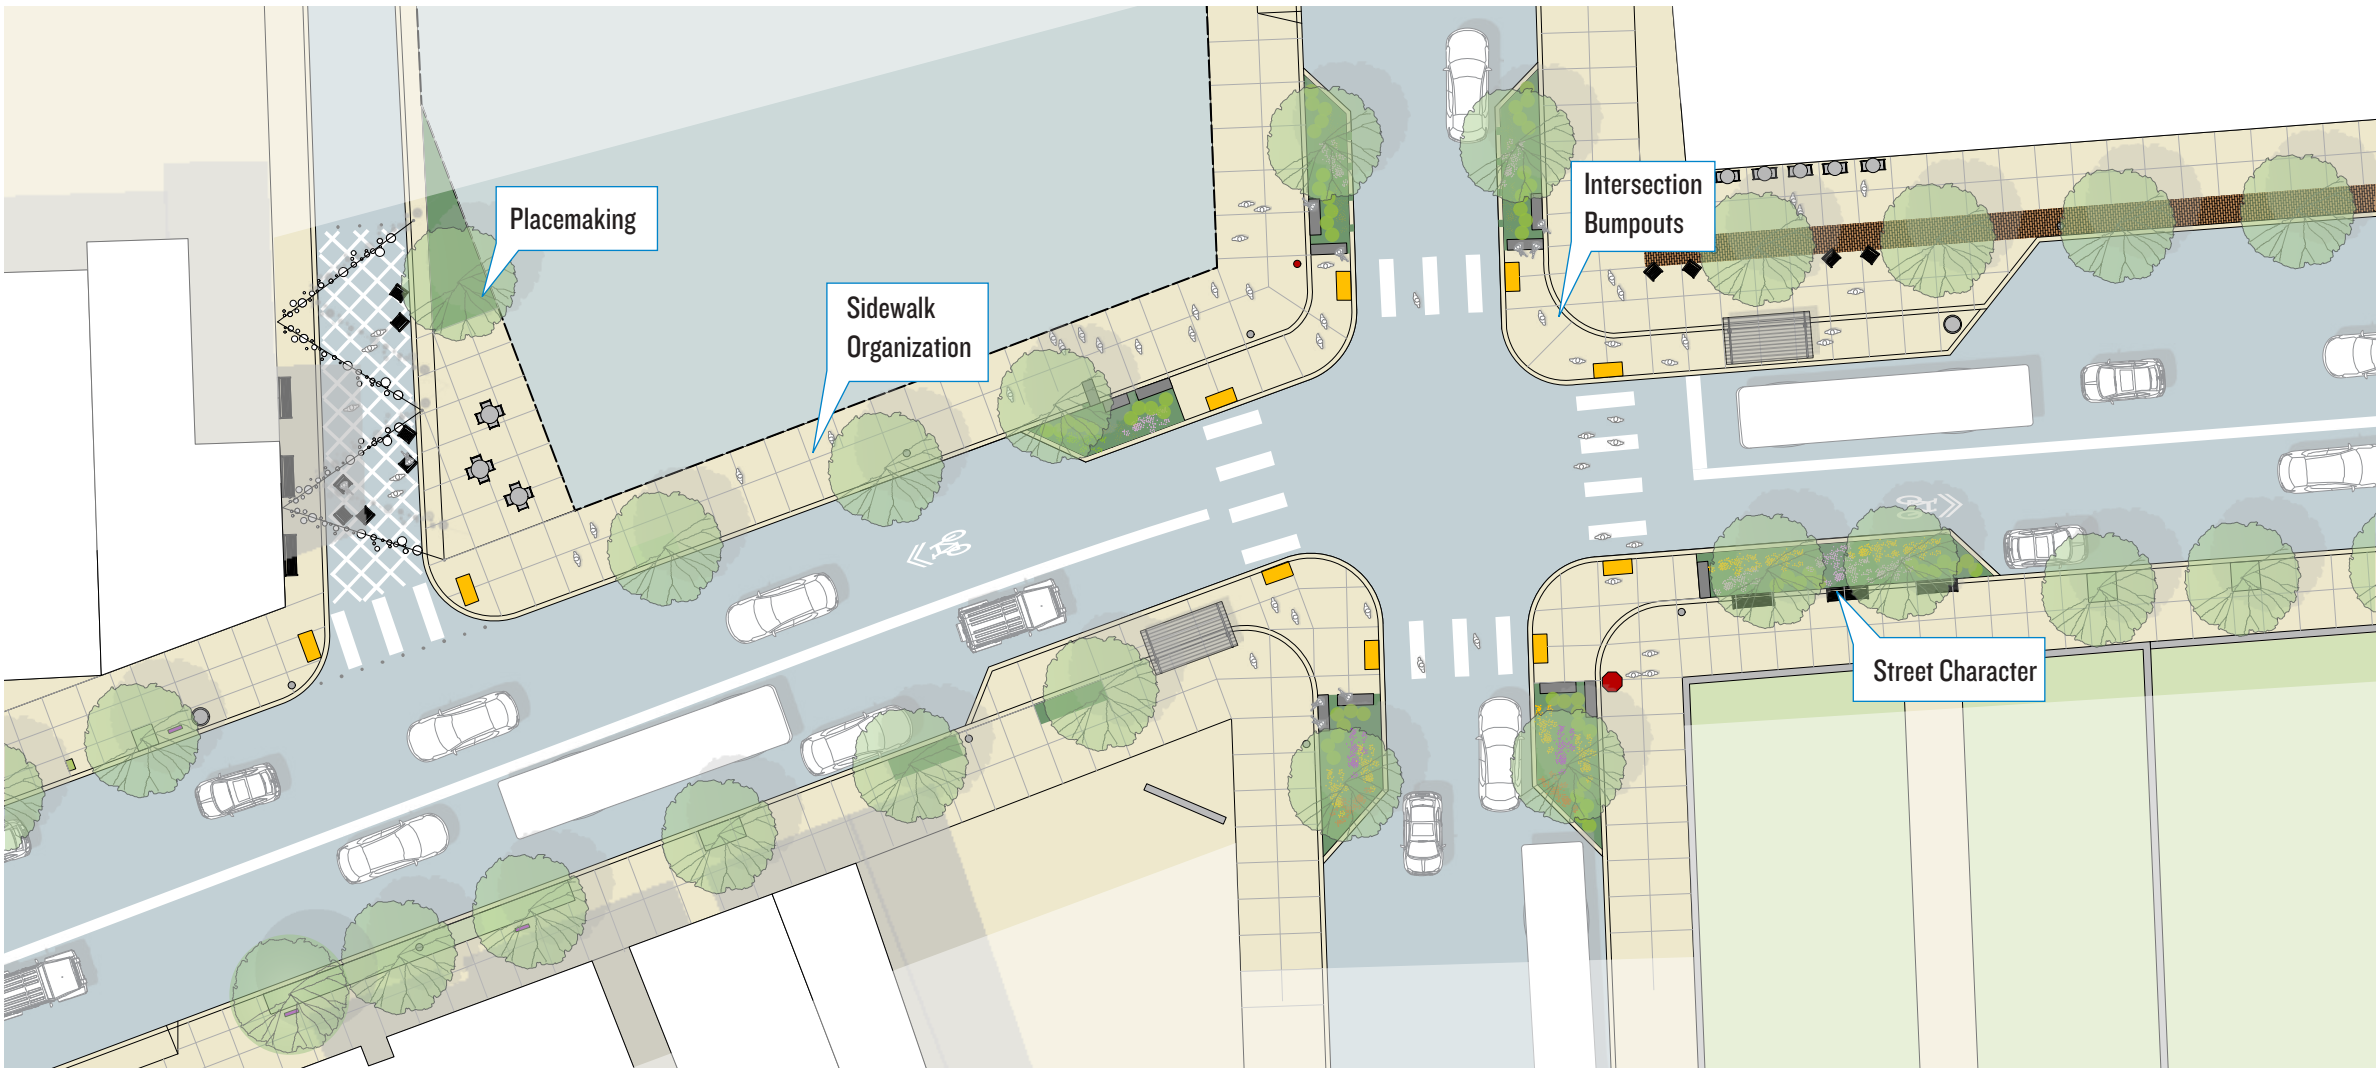 Placemaking
Sidewalk
Organization
Intersection
Bumpouts
Street Character